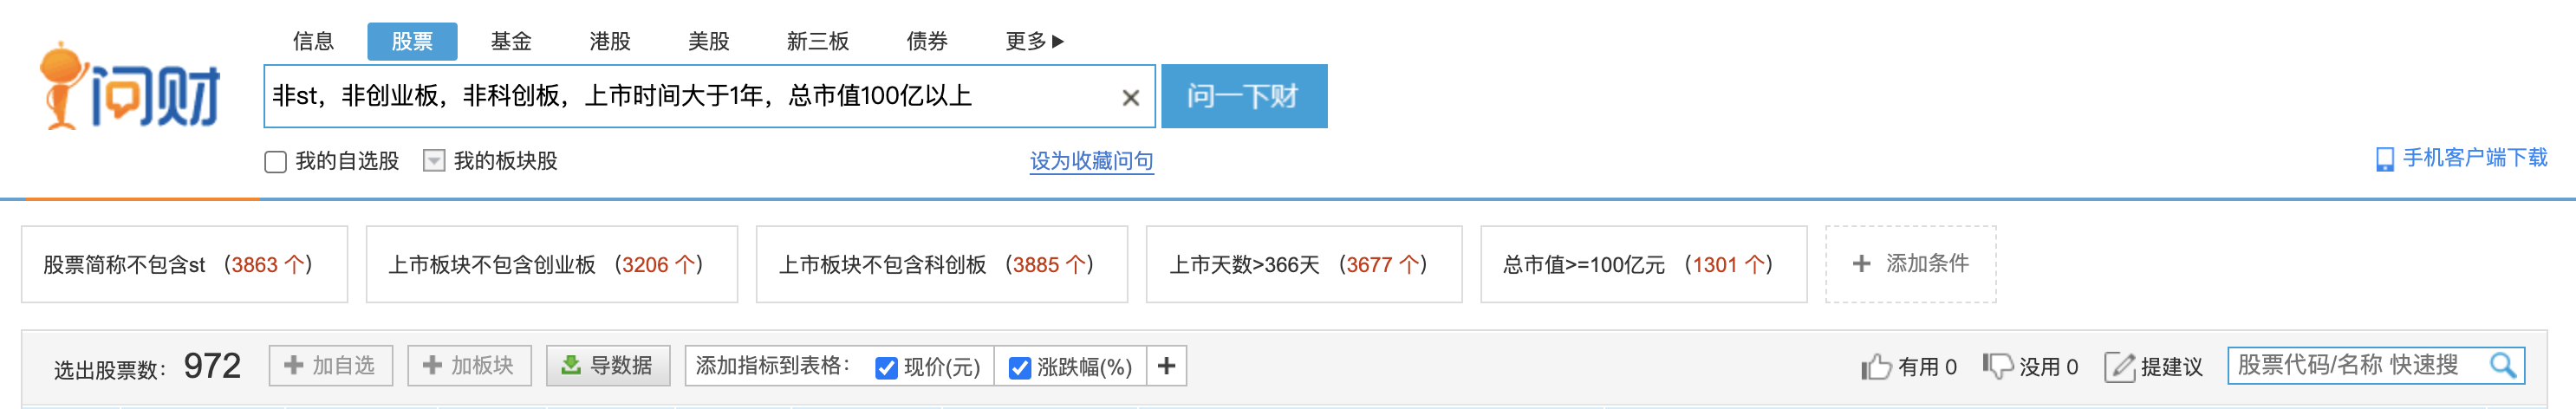 信息 股票 基金 港股 美股 新三板 债券 更多
问财
非st，非创业板，非科创板，上市时间大于1年，总市值100亿以上
问一下财
我的自选股 我的板块股 设为收藏问句 手机客户端下载
股票简称不包含st （3863 个） 上市板块不包含创业板 （3206 个） 上市板块不包含科创板 （3885 个） 上市天数>366天 （3677 个） 总市值>=100亿元 （1301 个） + 添加条件
选出股票数： 972 + 加自选 + 加板块 导数据 添加指标到表格： 现价(元) 涨跌幅(%) + 有用 0 没用 0 提建议 股票代码/名称 快速搜